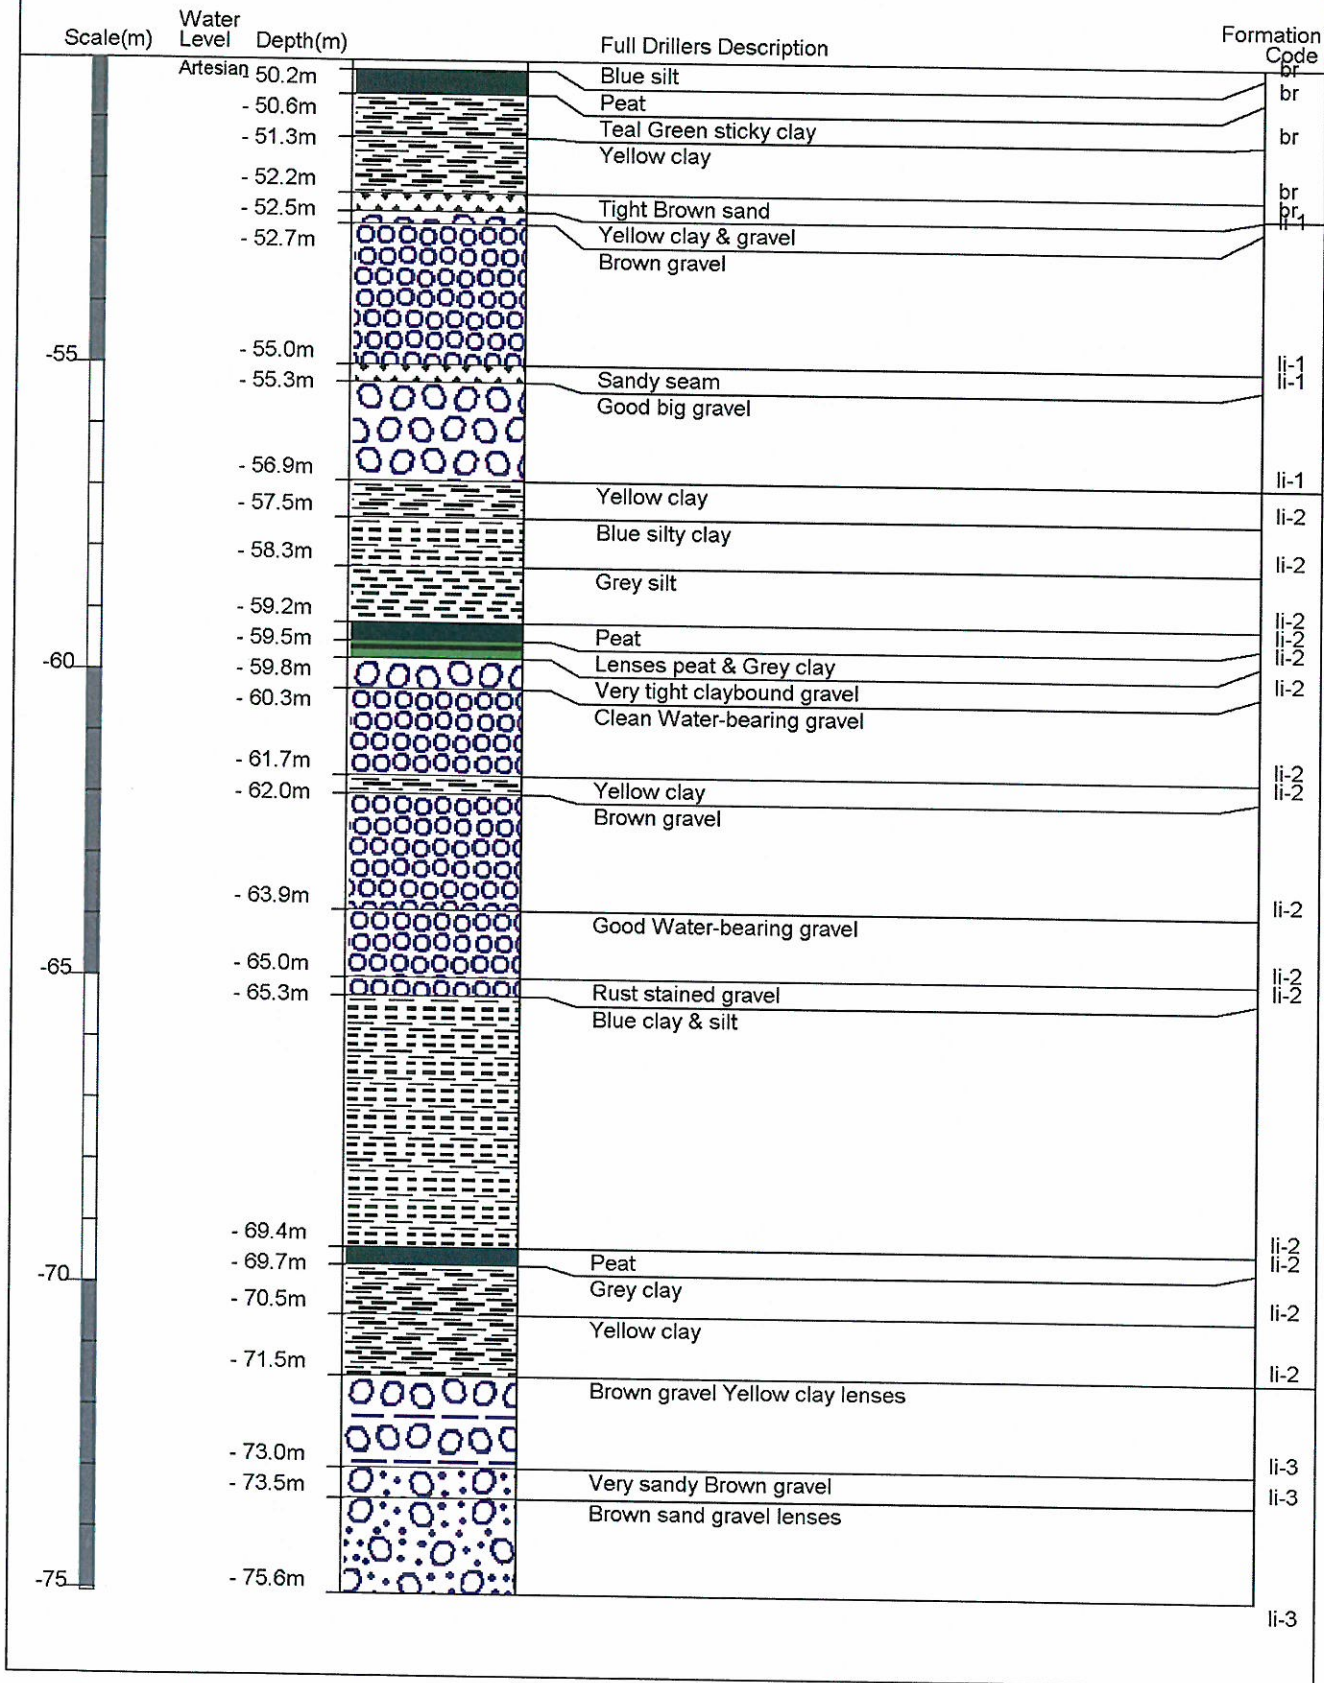 Scale(m) Water Level Depth(m) Full Drillers Description Formation Code
Artesian 50.2m Blue silt br
- 50.6m Peat br
- 51.3m Teal Green sticky clay br
Yellow clay
- 52.2m br
- 52.5m Tight Brown sand br
li-1
- 52.7m Yellow clay & gravel
Brown gravel
-55 - 55.0m li-1
- 55.3m Sandy seam li-1
Good big gravel
- 56.9m li-1
- 57.5m Yellow clay li-2
Blue silty clay
- 58.3m li-2
Grey silt
- 59.2m li-2
- 59.5m Peat li-2
-60 - 59.8m Lenses peat & Grey clay li-2
- 60.3m Very tight claybound gravel li-2
Clean Water-bearing gravel
- 61.7m li-2
- 62.0m Yellow clay li-2
Brown gravel
- 63.9m li-2
Good Water-bearing gravel
-65 - 65.0m li-2
- 65.3m Rust stained gravel li-2
Blue clay & silt
- 69.4m li-2
- 69.7m Peat li-2
-70 Grey clay
- 70.5m li-2
Yellow clay
- 71.5m li-2
Brown gravel Yellow clay lenses
- 73.0m li-3
- 73.5m Very sandy Brown gravel li-3
Brown sand gravel lenses
-75 - 75.6m
li-3